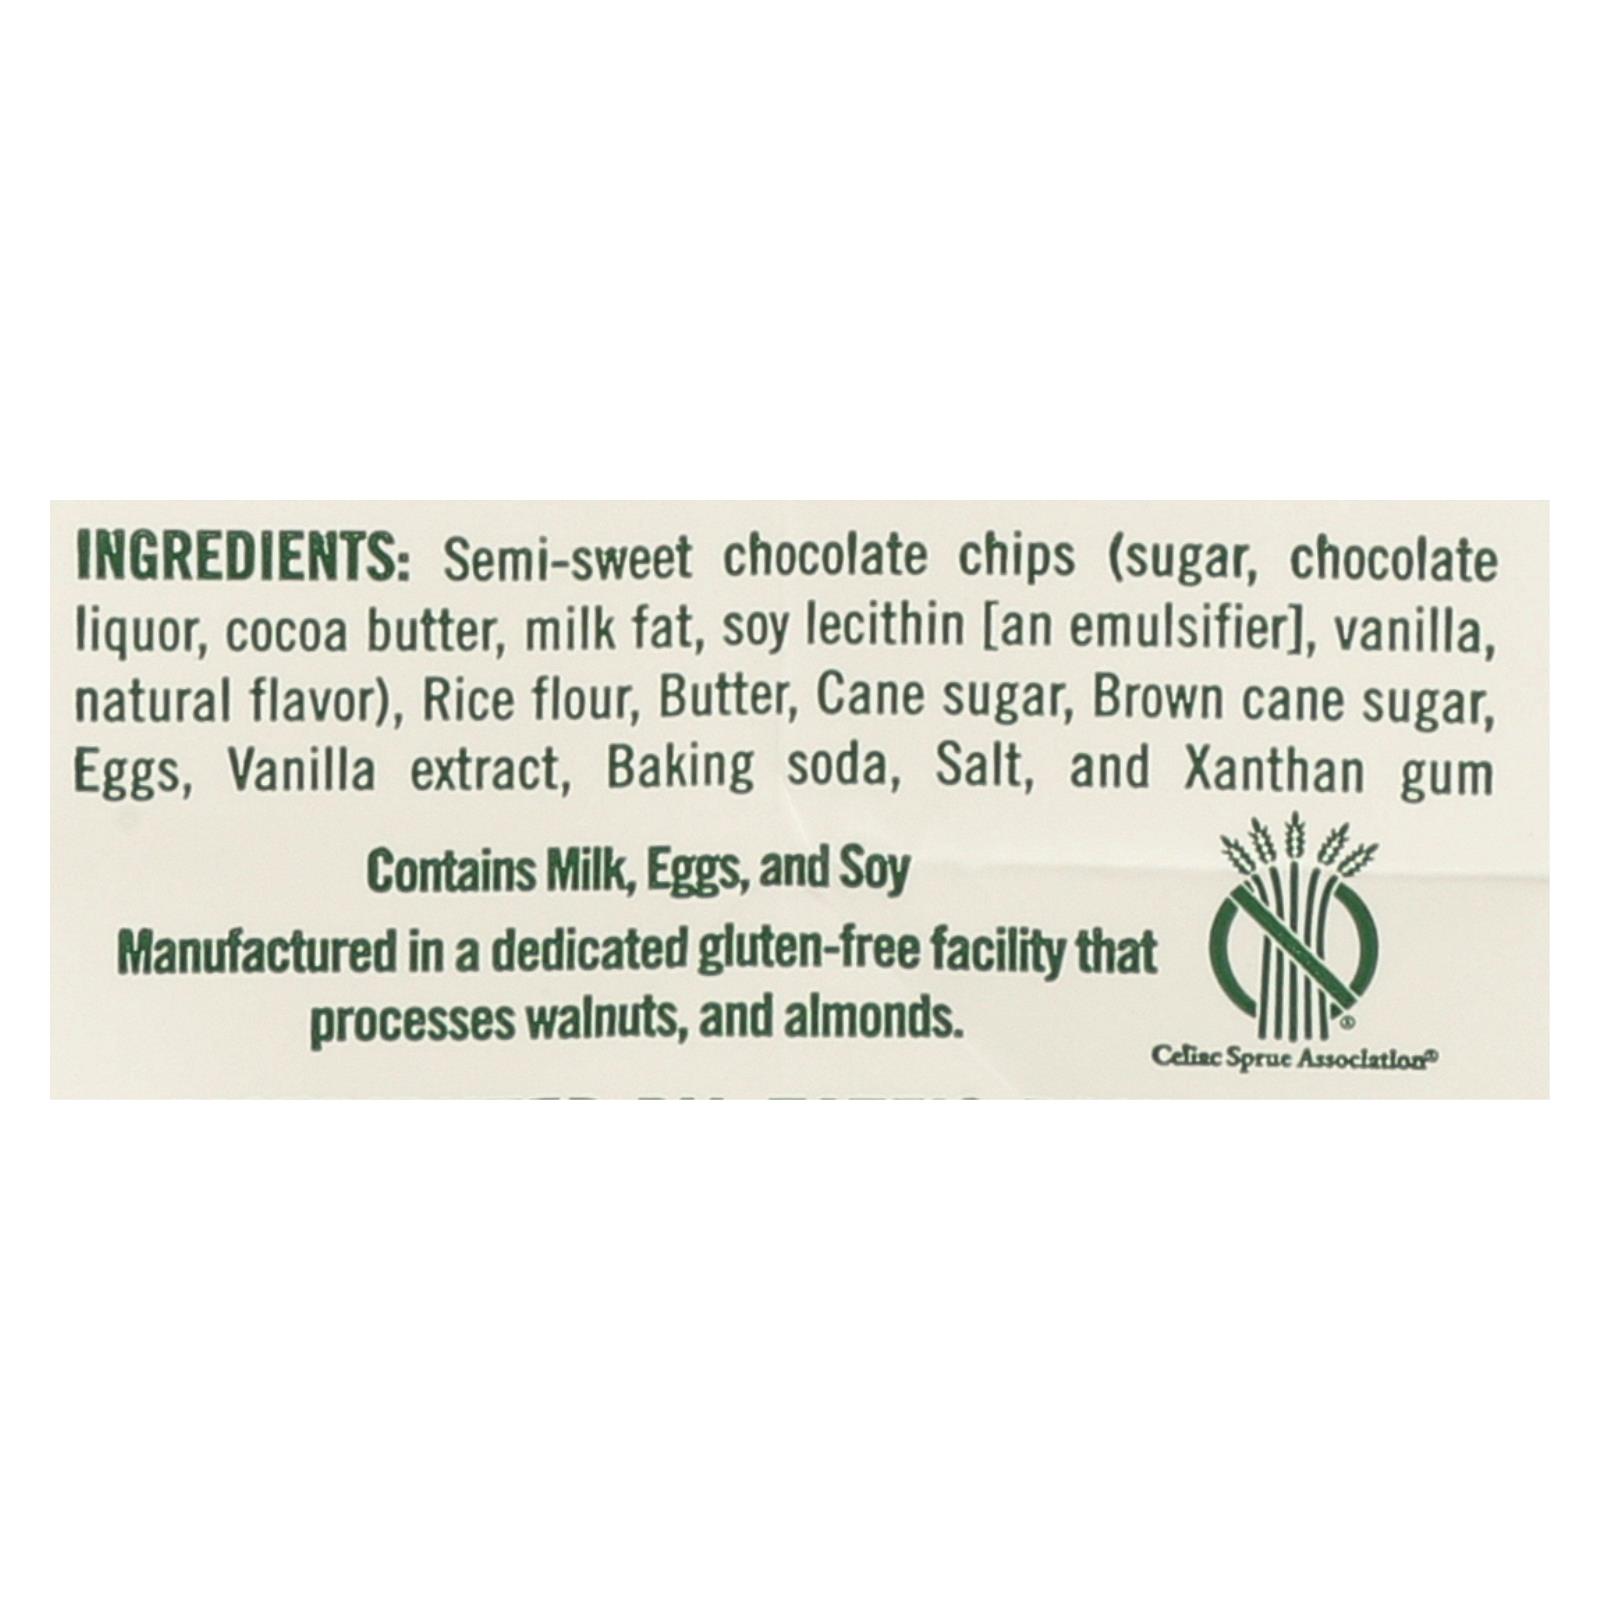 INGREDIENTS: Semi-sweet chocolate chips (sugar, chocolate
liquor, cocoa butter, milk fat, soy lecithin [an emulsifier], vanilla,
natural flavor), Rice flour, Butter, Cane sugar, Brown cane sugar,
Eggs, Vanilla extract, Baking soda, Salt, and Xanthan gum
Contains Milk, Eggs, and Soy
Manufactured in a dedicated gluten-free facility that
processes walnuts, and almonds.
®
Celiac Sprue Association®